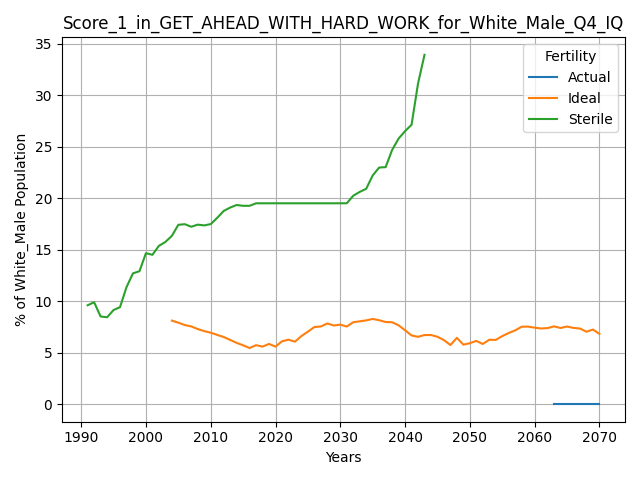 Score_1_in_GET_AHEAD_WITH_HARD_WORK_for_White_Male_Q4_IQ
Fertility
Actual
Ideal
Sterile
% of White_Male Population
35
30
25
20
15
10
5
0
1990 2000 2010 2020 2030 2040 2050 2060 2070
Years